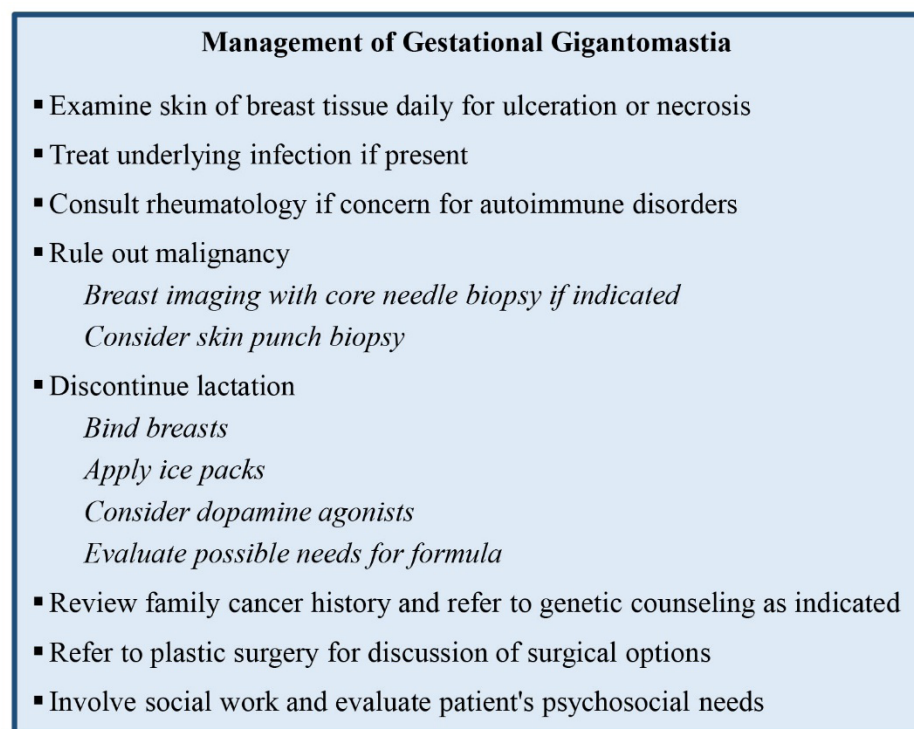 Management of Gestational Gigantomastia
▪ Examine skin of breast tissue daily for ulceration or necrosis
▪ Treat underlying infection if present
▪ Consult rheumatology if concern for autoimmune disorders
▪ Rule out malignancy
Breast imaging with core needle biopsy if indicated
Consider skin punch biopsy
▪ Discontinue lactation
Bind breasts
Apply ice packs
Consider dopamine agonists
Evaluate possible needs for formula
▪ Review family cancer history and refer to genetic counseling as indicated
▪ Refer to plastic surgery for discussion of surgical options
▪ Involve social work and evaluate patient's psychosocial needs